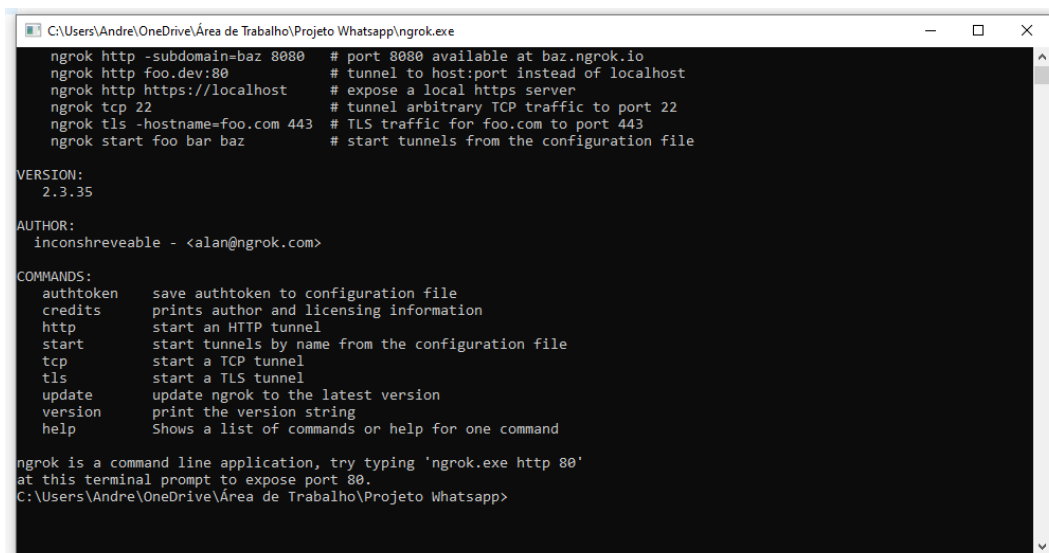 C:\Users\Andre\OneDrive\Área de Trabalho\Projeto Whatsapp\ngrok.exe
ngrok http -subdomain=baz 8080   # port 8080 available at baz.ngrok.io
ngrok http foo.dev:80            # tunnel to host:port instead of localhost
ngrok http https://localhost     # expose a local https server
ngrok tcp 22                     # tunnel arbitrary TCP traffic to port 22
ngrok tls -hostname=foo.com 443  # TLS traffic for foo.com to port 443
ngrok start foo bar baz          # start tunnels from the configuration file
VERSION:
2.3.35
AUTHOR:
inconshreveable - <alan@ngrok.com>
COMMANDS:
authtoken    save authtoken to configuration file
credits      prints author and licensing information
http         start an HTTP tunnel
start        start tunnels by name from the configuration file
tcp          start a TCP tunnel
tls          start a TLS tunnel
update       update ngrok to the latest version
version      print the version string
help         Shows a list of commands or help for one command
ngrok is a command line application, try typing 'ngrok.exe http 80'
at this terminal prompt to expose port 80.
C:\Users\Andre\OneDrive\Área de Trabalho\Projeto Whatsapp>